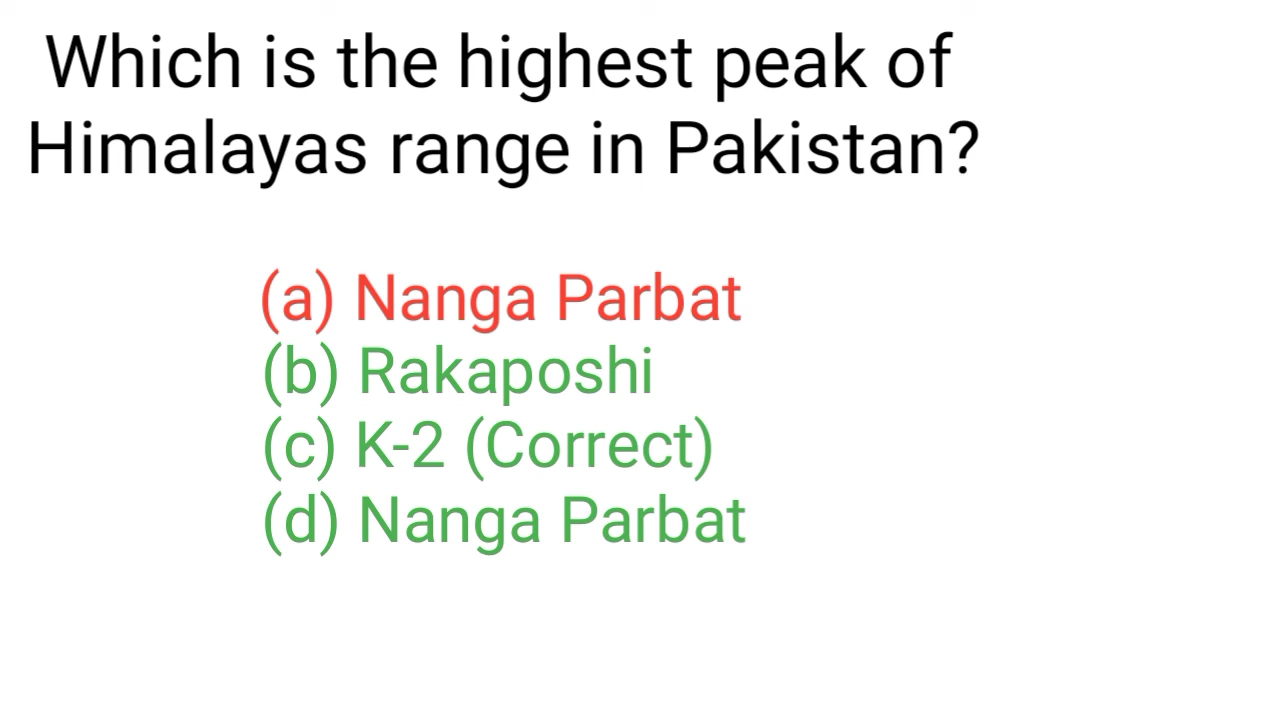 Which is the highest peak of
Himalayas range in Pakistan?
(a) Nanga Parbat
(b) Rakaposhi
(c) K-2 (Correct)
(d) Nanga Parbat